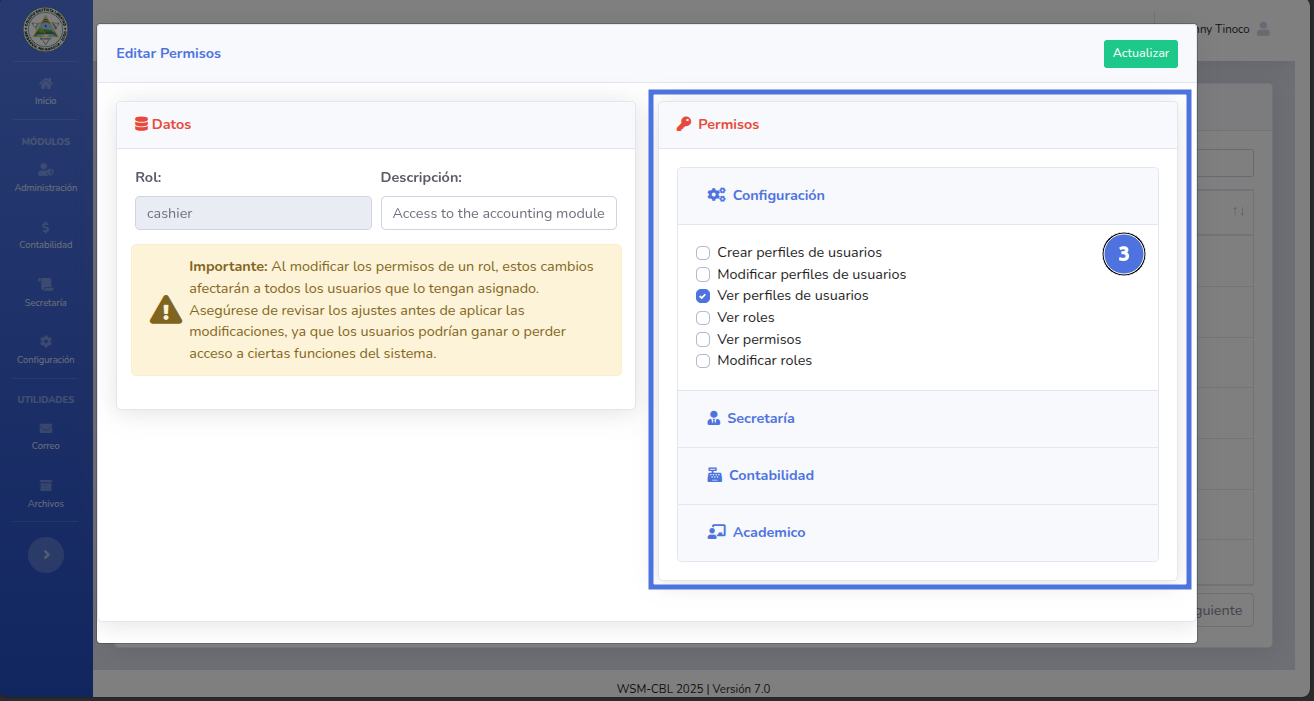 Inicio
MÓDULOS
Administración
Contabilidad
Secretaría
Configuración
UTILIDADES
Correo
Archivos
Tinoco
Editar Permisos
Actualizar
Datos
Rol:
Descripción:
cashier
Access to the accounting module
Importante: Al modificar los permisos de un rol, estos cambios
afectarán a todos los usuarios que lo tengan asignado.
Asegúrese de revisar los ajustes antes de aplicar las
modificaciones, ya que los usuarios podrían ganar o perder
acceso a ciertas funciones del sistema.
Permisos
Configuración
3
Crear perfiles de usuarios
Modificar perfiles de usuarios
Ver perfiles de usuarios
Ver roles
Ver permisos
Modificar roles
Secretaría
Contabilidad
Academico
WSM-CBL 2025 | Versión 7.0